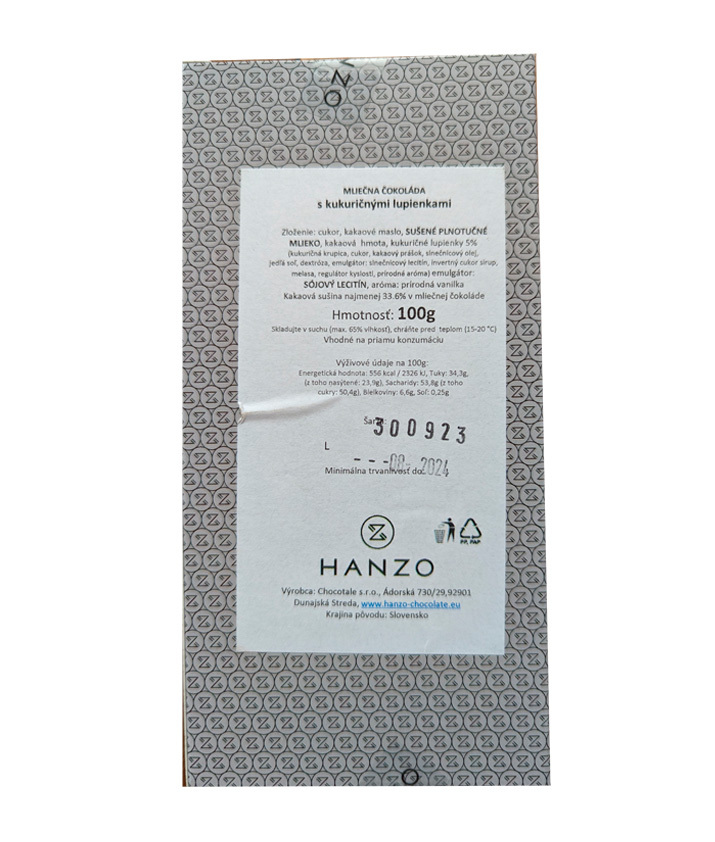 NZO
MLIEČNA ČOKOLÁDA
s kukuričnými lupienkami
Zloženie: cukor, kakaové maslo, SUŠENÉ PLNOTUČNÉ
MLIEKO, kakaová hmota, kukuričné lupienky 5%
(kukuričná krupica, cukor, kakaový prášok, slnečnicový olej,
jedlá soľ, dextróza, emulgátor: slnečnicový lecitín, invertný cukor sirup,
melasa, regulátor kyslosti, prírodná aróma) emulgátor:
SÓJOVÝ LECITÍN, aróma: prírodná vanilka
Kakaová sušina najmenej 33.6% v mliečnej čokoláde
Hmotnosť: 100g
Skladujte v suchu (max. 65% vlhkosť), chráňte pred teplom (15-20 °C)
Vhodné na priamu konzumáciu
Výživové údaje na 100g:
Energetická hodnota: 556 kcal / 2326 kJ, Tuky: 34,3g,
(z toho nasýtené: 23,9g), Sacharidy: 53,8g (z toho
cukry: 50,4g), Bielkoviny: 6,6g, Soľ: 0,25g
300923
L
- - -08- 2024
Minimálna trvanlivosť do:
PP, PAP
HANZO
Výrobca: Chocotale s.r.o., Ádorská 730/29,92901
Dunajská Streda, www.hanzo-chocolate.eu
Krajina pôvodu: Slovensko
O